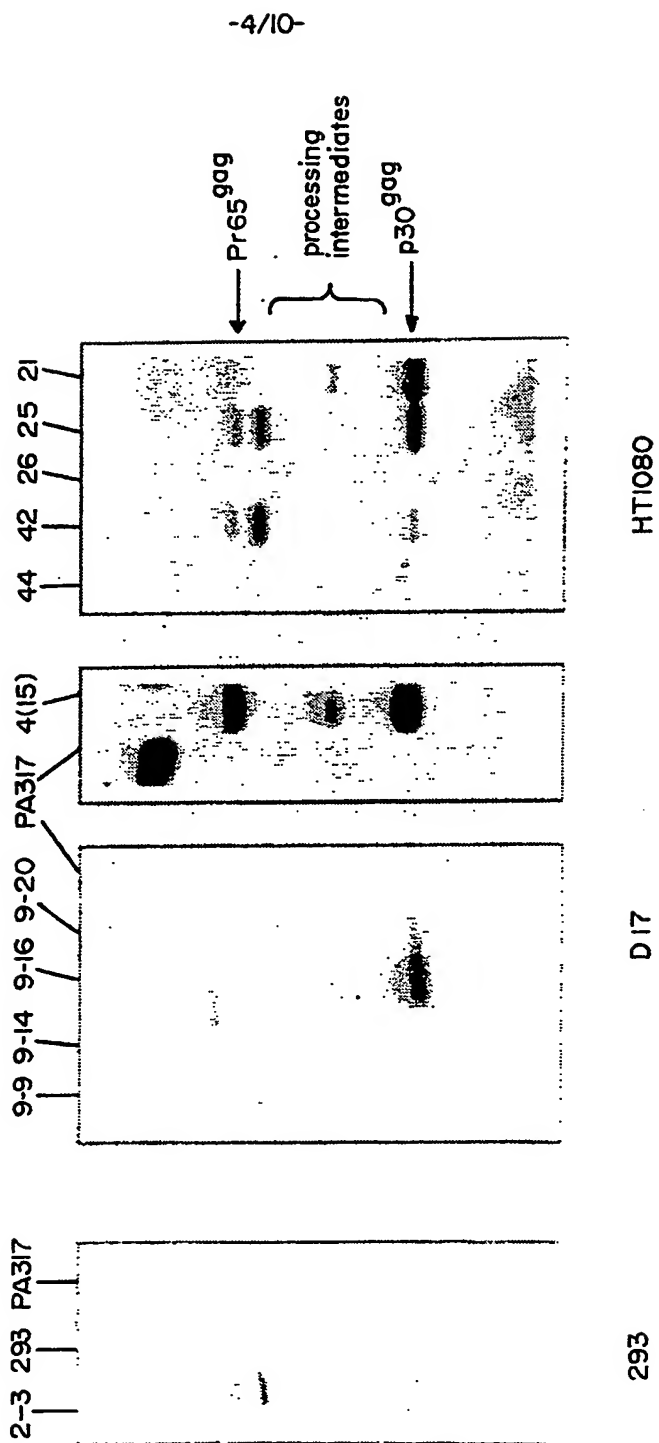 -4/10-
2-3 293 PA317
9-9 9-14 9-16 9-20 PA317 4(15)
44 42 26 25 21
Pr65gag
processing
intermediates
p30gag
293
D17
HT1080